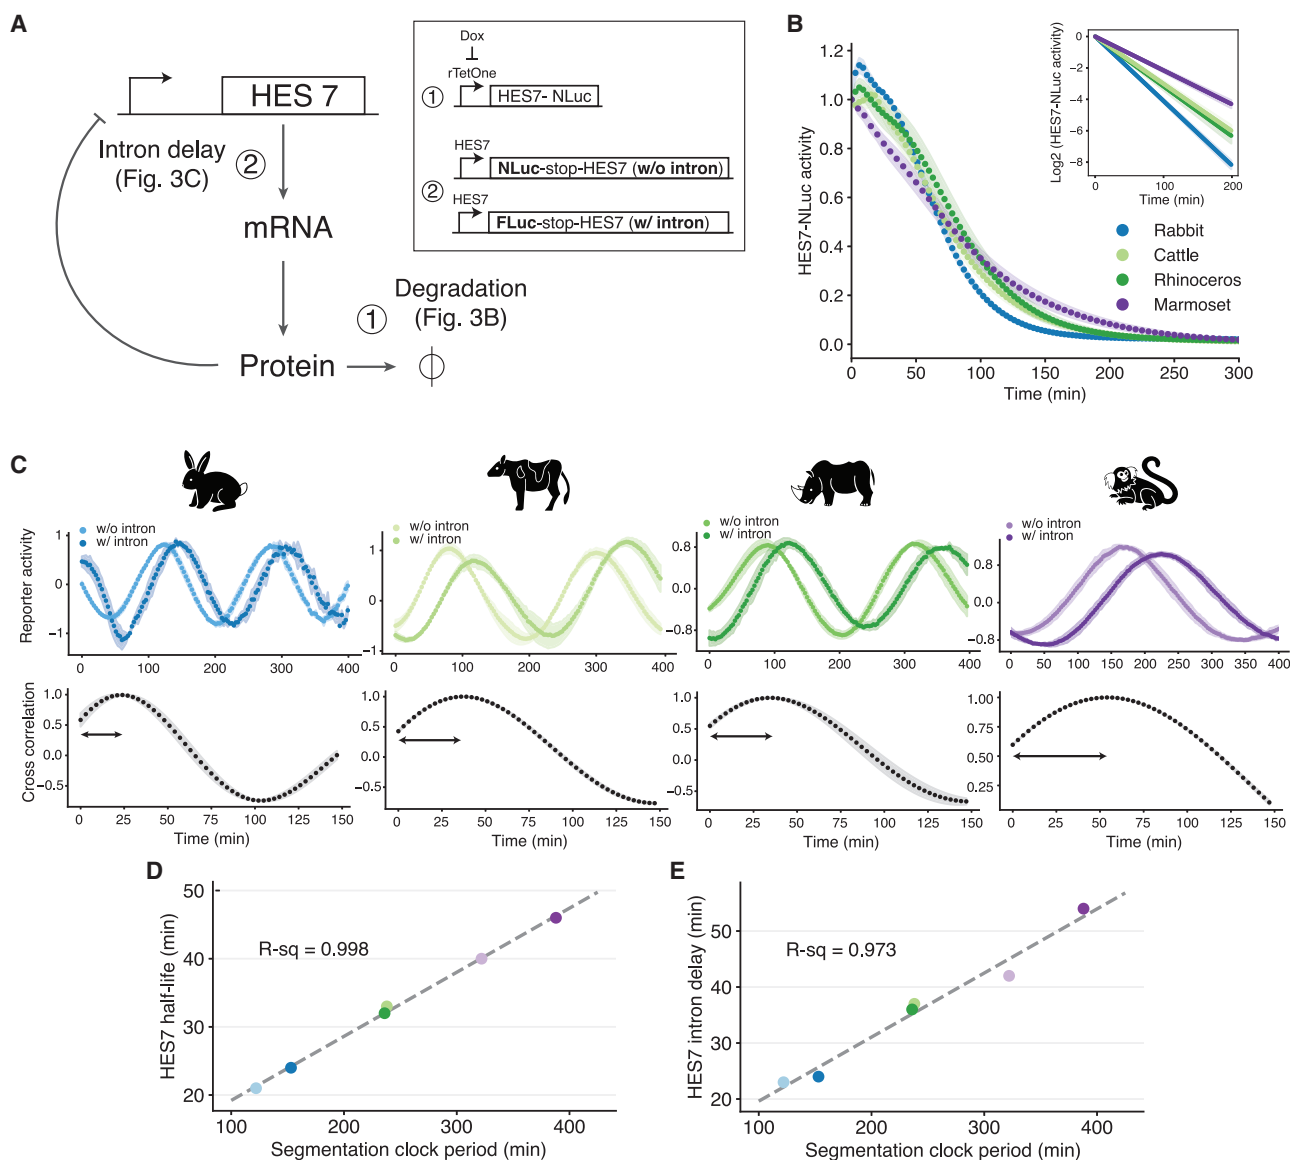 A
HES 7
Intron delay
(Fig. 3C)
2
mRNA
Degradation
1
(Fig. 3B)
Protein
Dox
rTetOne
1
HES7- NLuc
HES7
NLuc-stop-HES7 (w/o intron)
2
HES7
FLuc-stop-HES7 (w/ intron)
B
HES7-NLuc activity
1.2
1.0
0.8
0.6
0.4
0.2
0.0
0 50 100 150 200 250 300
Time (min)
Log2 (HES7-NLuc activity)
0
−2
−4
−6
−8
0 100 200
Time (min)
Rabbit
Cattle
Rhinoceros
Marmoset
C
Reporter activity
w/o intron
w/ intron
1
0
−1
0 100 200 300 400
w/o intron
w/ intron
1
0
−1
0 100 200 300 400
w/o intron
w/ intron
0.8
0.0
−0.8
0 100 200 300 400
w/o intron
w/ intron
0.8
0.0
−0.8
0 50 100 150 200 250 300 350 400
Cross correlation
1.0
0.5
0.0
−0.5
0 25 50 75 100 125 150
Time (min)
1.0
0.5
0.0
−0.5
0 25 50 75 100 125 150
Time (min)
1.0
0.5
0.0
−0.5
0 25 50 75 100 125 150
Time (min)
1.00
0.75
0.50
0.25
0 25 50 75 100 125 150
Time (min)
D
HES7 half-life (min)
50
40
30
20
R-sq = 0.998
100 200 300 400
Segmentation clock period (min)
E
HES7 intron delay (min)
50
40
30
20
R-sq = 0.973
100 200 300 400
Segmentation clock period (min)